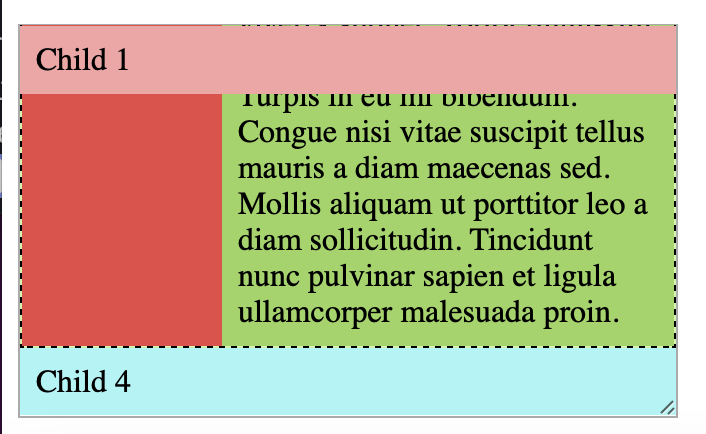 Child 1
Turpis in eu mi bibendum.
Congue nisi vitae suscipit tellus
mauris a diam maecenas sed.
Mollis aliquam ut porttitor leo a
diam sollicitudin. Tincidunt
nunc pulvinar sapien et ligula
ullamcorper malesuada proin.
Child 4